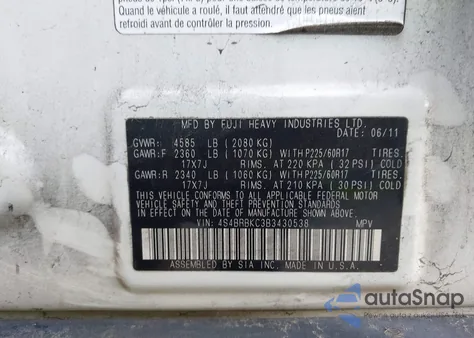 de contrôler la pression.
Quand le véhicule a roulé, il faut attendre que les pneus aient
refroidi avant de contrôler la pression.
MFD BY FUJI HEAVY INDUSTRIES LTD.
DATE: 06/11
GVWR: 4585 LB (2080 KG)
GAWR:F 2360 LB (1070 KG) WITH P225/60R17 TIRES.
17X7J RIMS. AT 220 KPA (32 PSI) COLD
GAWR:R 2340 LB (1060 KG) WITH P225/60R17 TIRES.
17X7J RIMS. AT 210 KPA (30 PSI) COLD
THIS VEHICLE CONFORMS TO ALL APPLICABLE FEDERAL MOTOR
VEHICLE SAFETY AND THEFT PREVENTION STANDARDS IN EFFECT
ON THE DATE OF MANUFACTURE SHOWN ABOVE.
VIN: 4S4BRBKC3B3430538 MPV
ASSEMBLED BY SIA INC. MADE IN U.S.A.
autoSnap